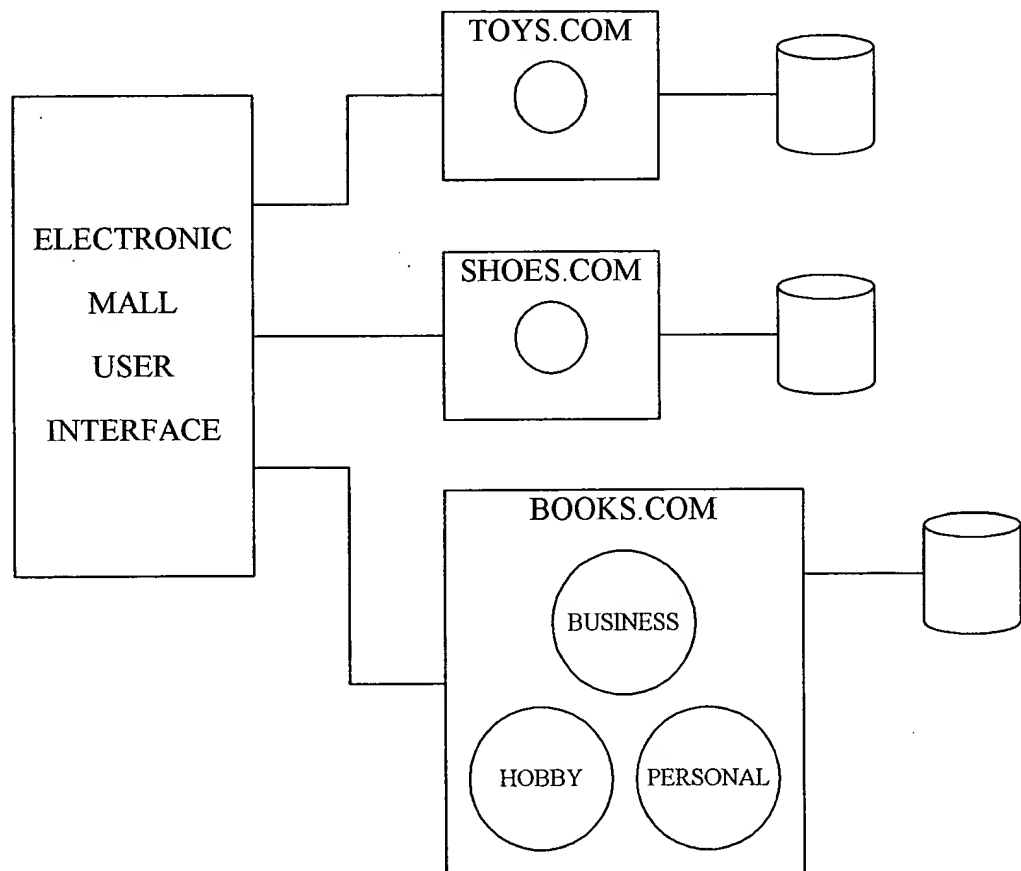 TOYS.COM
ELECTRONIC
MALL
USER
INTERFACE
SHOES.COM
BOOKS.COM
BUSINESS
HOBBY
PERSONAL